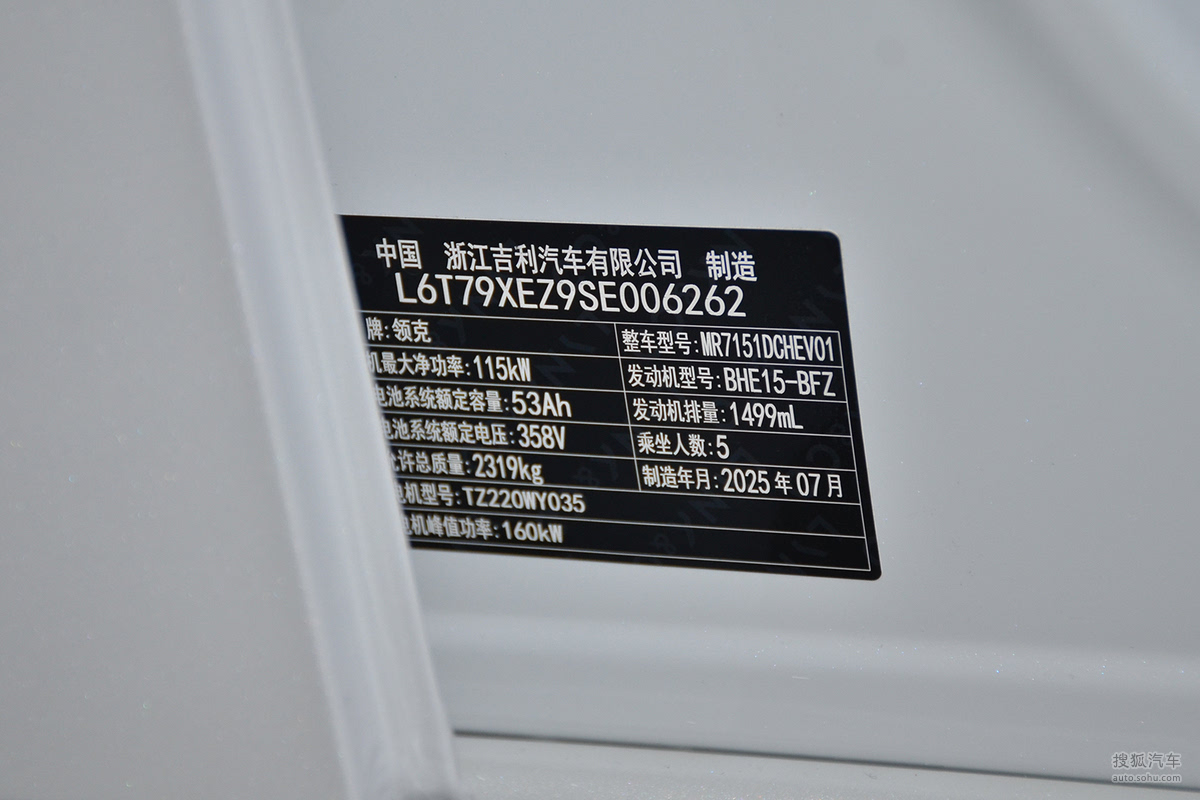 中国 浙江吉利汽车有限公司 制造
L6T79XEZ9SE006262
牌:领克 整车型号:MR7151DCHEV01
机最大净功率:115kW 发动机型号:BHE15-BFZ
电池系统额定容量:53Ah 发动机排量:1499mL
电池系统额定电压:358V 乘坐人数:5
允许总质量:2319kg 制造年月:2025年07月
电机型号:TZ220WY035
电机峰值功率:160kW
搜狐汽车
auto.sohu.com